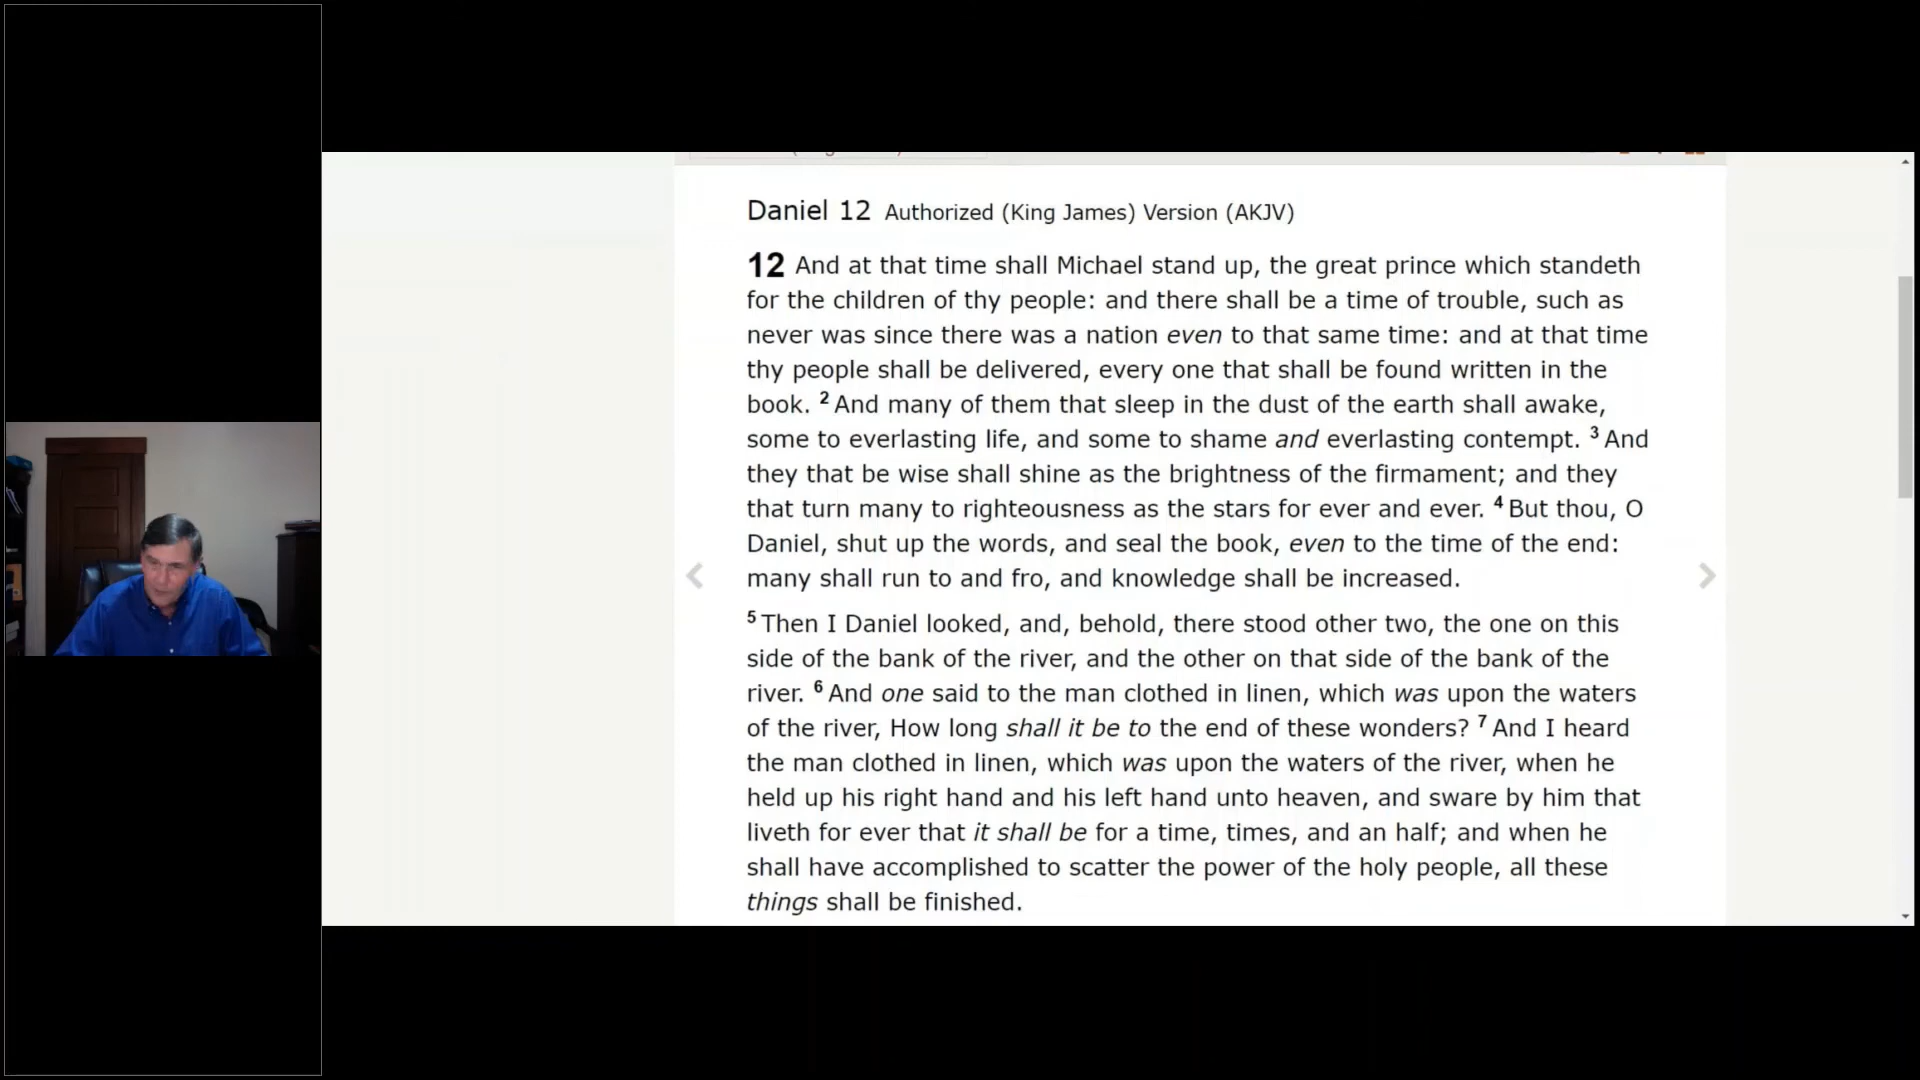 Daniel 12 Authorized (King James) Version (AKJV)
12 And at that time shall Michael stand up, the great prince which standeth
for the children of thy people: and there shall be a time of trouble, such as
never was since there was a nation even to that same time: and at that time
thy people shall be delivered, every one that shall be found written in the
book. 2 And many of them that sleep in the dust of the earth shall awake,
some to everlasting life, and some to shame and everlasting contempt. 3 And
they that be wise shall shine as the brightness of the firmament; and they
that turn many to righteousness as the stars for ever and ever. 4 But thou, O
Daniel, shut up the words, and seal the book, even to the time of the end:
many shall run to and fro, and knowledge shall be increased.
5 Then I Daniel looked, and, behold, there stood other two, the one on this
side of the bank of the river, and the other on that side of the bank of the
river. 6 And one said to the man clothed in linen, which was upon the waters
of the river, How long shall it be to the end of these wonders? 7 And I heard
the man clothed in linen, which was upon the waters of the river, when he
held up his right hand and his left hand unto heaven, and sware by him that
liveth for ever that it shall be for a time, times, and an half; and when he
shall have accomplished to scatter the power of the holy people, all these
things shall be finished.